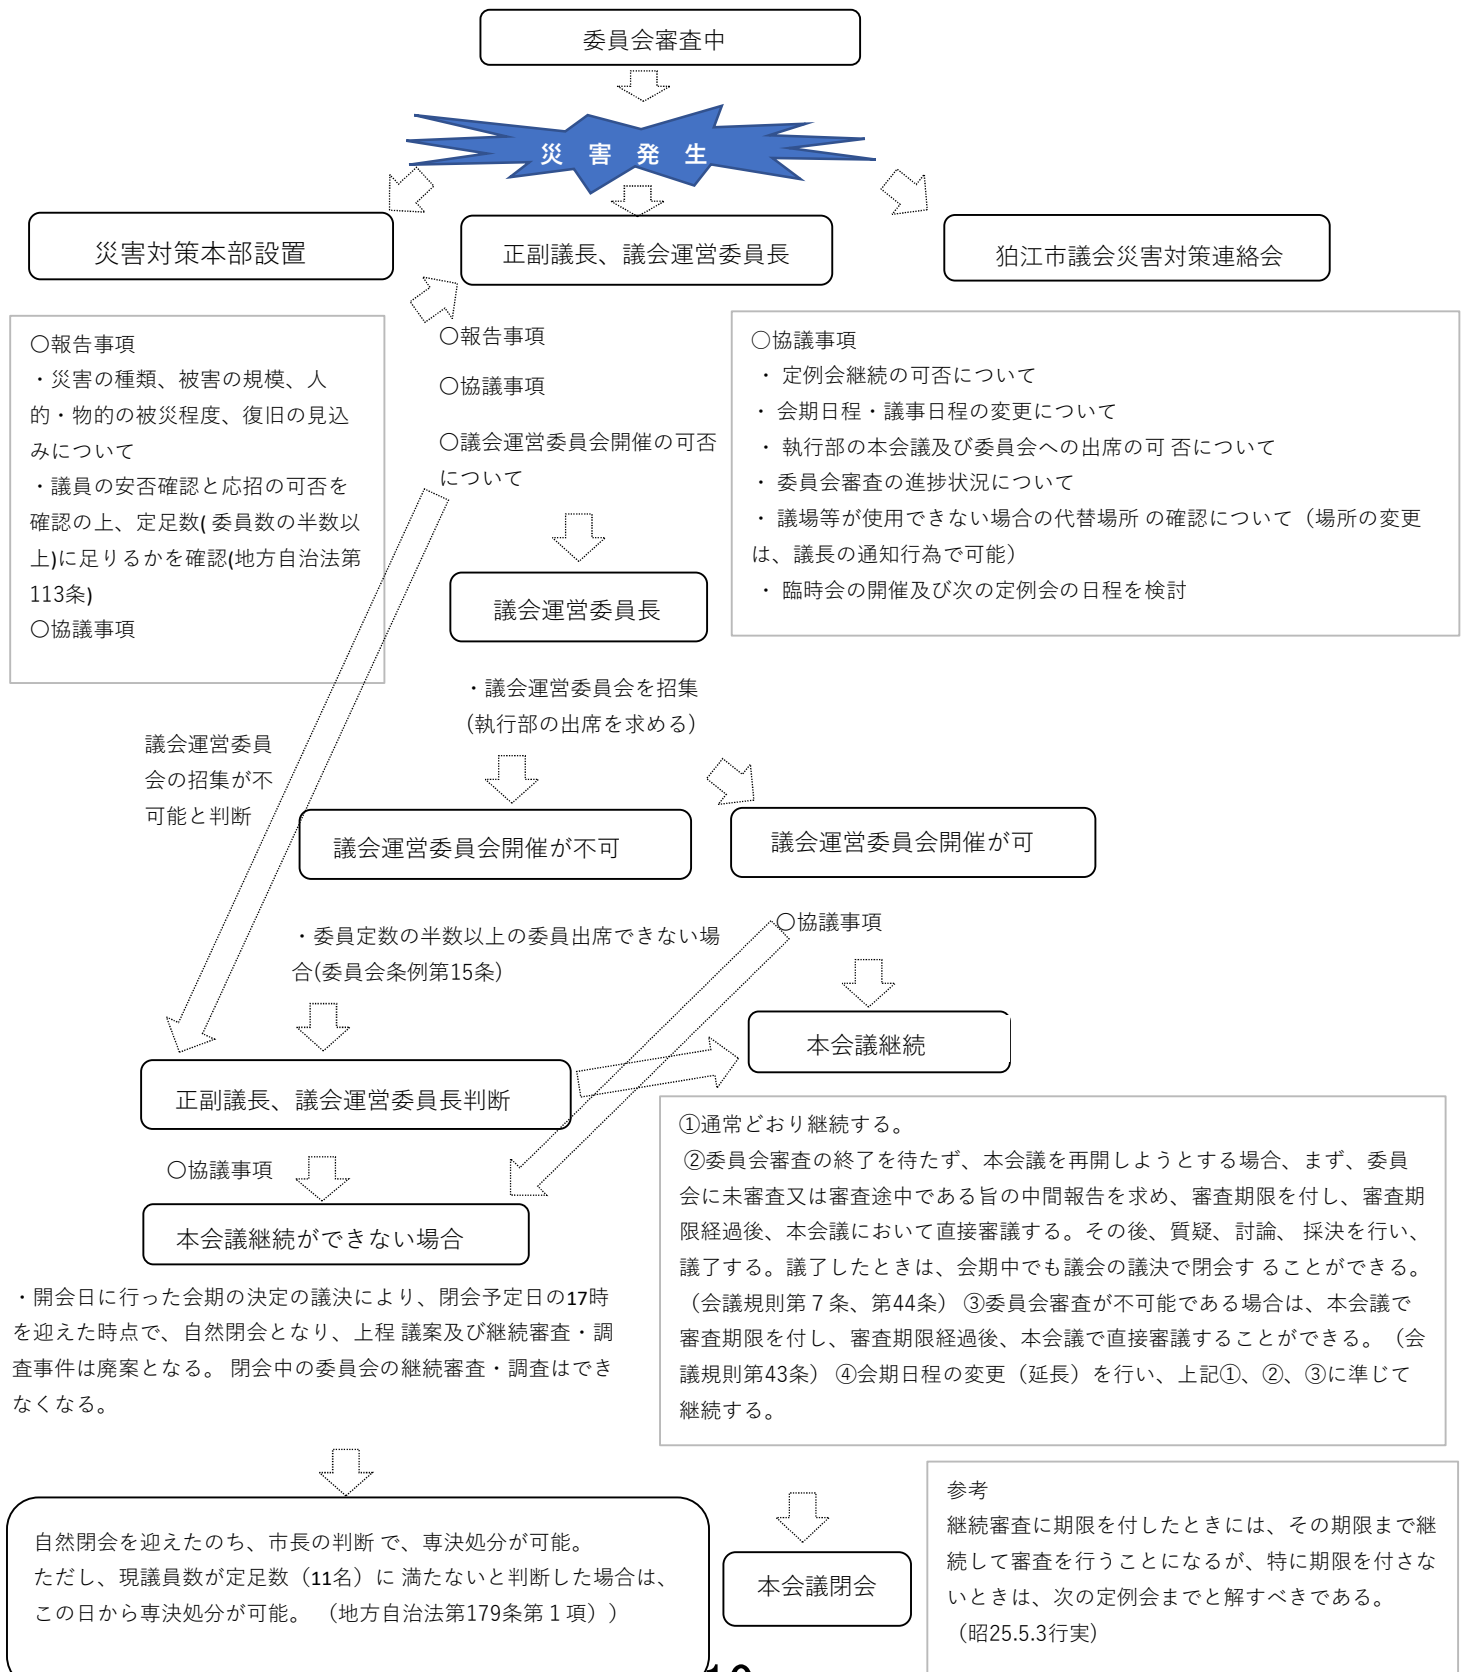 委員会審査中
災 害 発 生
災害対策本部設置
正副議長、議会運営委員長
狛江市議会災害対策連絡会
〇報告事項
・災害の種類、被害の規模、人
的・物的の被災程度、復旧の見込
みについて
・議員の安否確認と応招の可否を
確認の上、定足数( 委員数の半数以
上)に足りるかを確認(地方自治法第
113条)
〇協議事項
〇報告事項
〇協議事項
〇議会運営委員会開催の可否
について
〇協議事項
・ 定例会継続の可否について
・ 会期日程・議事日程の変更について
・ 執行部の本会議及び委員会への出席の可 否について
・ 委員会審査の進捗状況について
・ 議場等が使用できない場合の代替場所 の確認について（場所の変更
は、議長の通知行為で可能）
・ 臨時会の開催及び次の定例会の日程を検討
議会運営委員長
・議会運営委員会を招集
（執行部の出席を求める）
議会運営委員
会の招集が不
可能と判断
議会運営委員会開催が不可
議会運営委員会開催が可
・委員定数の半数以上の委員出席できない場
合(委員会条例第15条)
〇協議事項
本会議継続
正副議長、議会運営委員長判断
〇協議事項
本会議継続ができない場合
①通常どおり継続する。
②委員会審査の終了を待たず、本会議を再開しようとする場合、まず、委員
会に未審査又は審査途中である旨の中間報告を求め、審査期限を付し、審査期
限経過後、本会議において直接審議する。その後、質疑、討論、 採決を行い、
議了する。議了したときは、会期中でも議会の議決で閉会す ることができる。
（会議規則第７条、第44条） ③委員会審査が不可能である場合は、本会議で
審査期限を付し、審査期限経過後、本会議で直接審議することができる。（会
議規則第43条） ④会期日程の変更（延長）を行い、上記①、②、③に準じて
継続する。
・開会日に行った会期の決定の議決により、閉会予定日の17時
を迎えた時点で、自然閉会となり、上程 議案及び継続審査・調
査事件は廃案となる。 閉会中の委員会の継続審査・調査はでき
なくなる。
自然閉会を迎えたのち、市長の判断 で、専決処分が可能。
ただし、現議員数が定足数（11名）に 満たないと判断した場合は、
この日から専決処分が可能。 （地方自治法第179条第１項））
本会議閉会
参考
継続審査に期限を付したときには、その期限まで継
続して審査を行うことになるが、特に期限を付さな
いときは、次の定例会までと解すべきである。
（昭25.5.3行実）